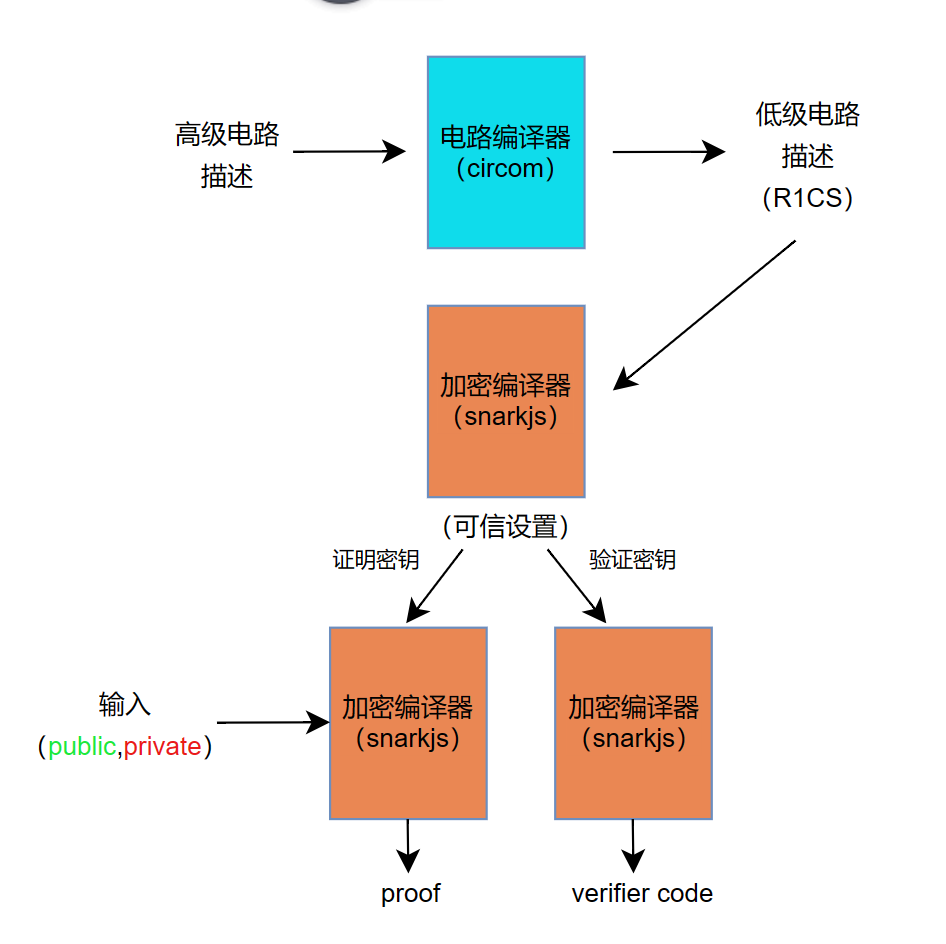 高级电路
描述
电路编译器
（circom）
低级电路
描述
（R1CS）
加密编译器
（snarkjs）
（可信设置）
证明密钥
验证密钥
输入
（public,private）
加密编译器
（snarkjs）
加密编译器
（snarkjs）
proof
verifier code